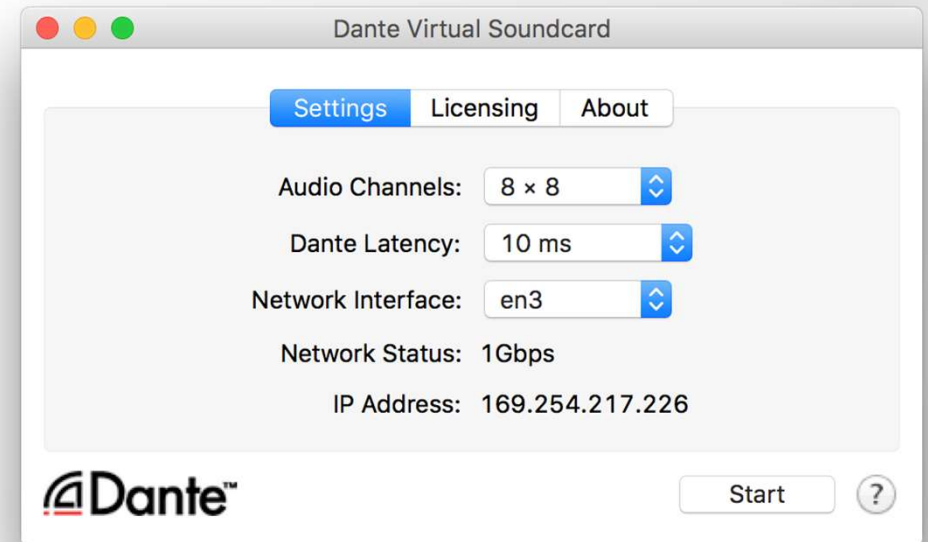 Dante Virtual Soundcard
Settings Licensing About
Audio Channels: 8 × 8
Dante Latency: 10 ms
Network Interface: en3
Network Status: 1Gbps
IP Address: 169.254.217.226
Dante™ Start ?